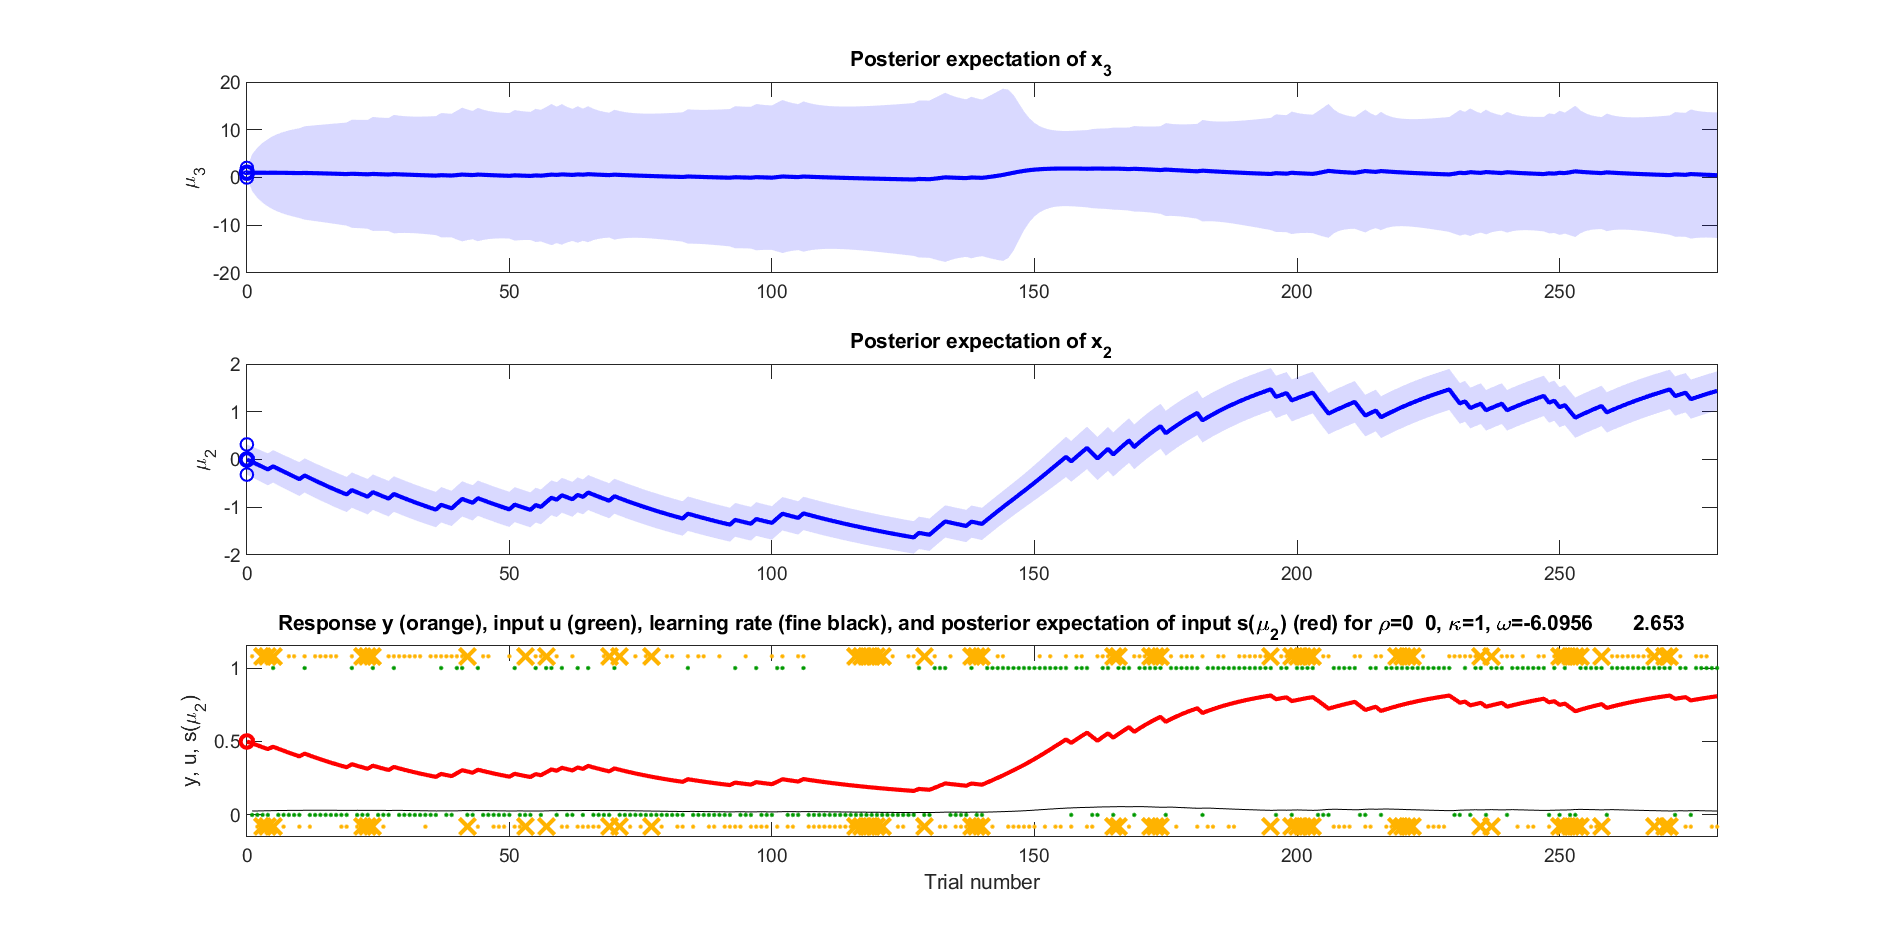 Posterior expectation of x3
20
10
0
-10
-20
μ3
0 50 100 150 200 250
Posterior expectation of x2
2
1
0
-1
-2
μ2
0 50 100 150 200 250
Response y (orange), input u (green), learning rate (fine black), and posterior expectation of input s(μ2) (red) for ρ=0 0, κ=1, ω=-6.0956 2.653
1
0.5
0
y, u, s(μ2)
0 50 100 150 200 250
Trial number